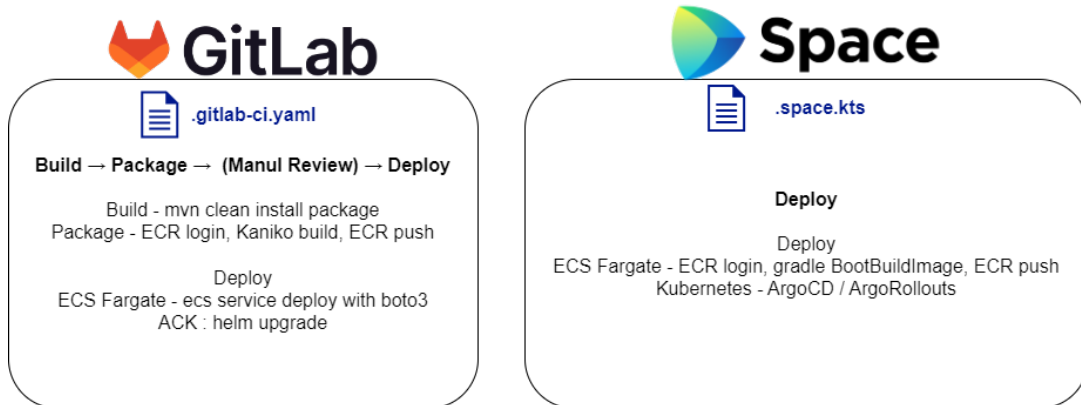 GitLab
.gitlab-ci.yaml
Build → Package → (Manul Review) → Deploy
Build - mvn clean install package
Package - ECR login, Kaniko build, ECR push
Deploy
ECS Fargate - ecs service deploy with boto3
ACK : helm upgrade
Space
.space.kts
Deploy
Deploy
ECS Fargate - ECR login, gradle BootBuildImage, ECR push
Kubernetes - ArgoCD / ArgoRollouts